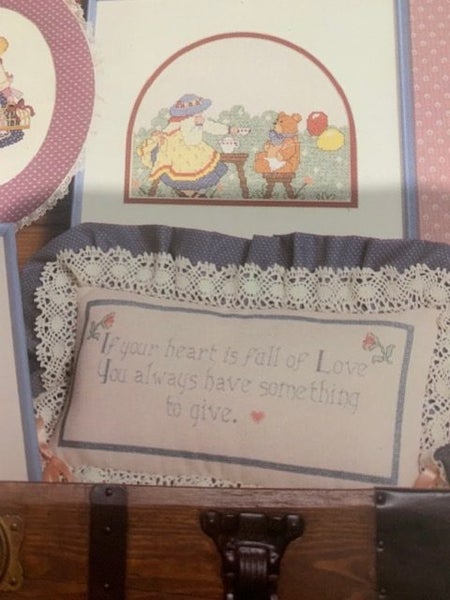 If your heart is full of Love
You always have something
to give.